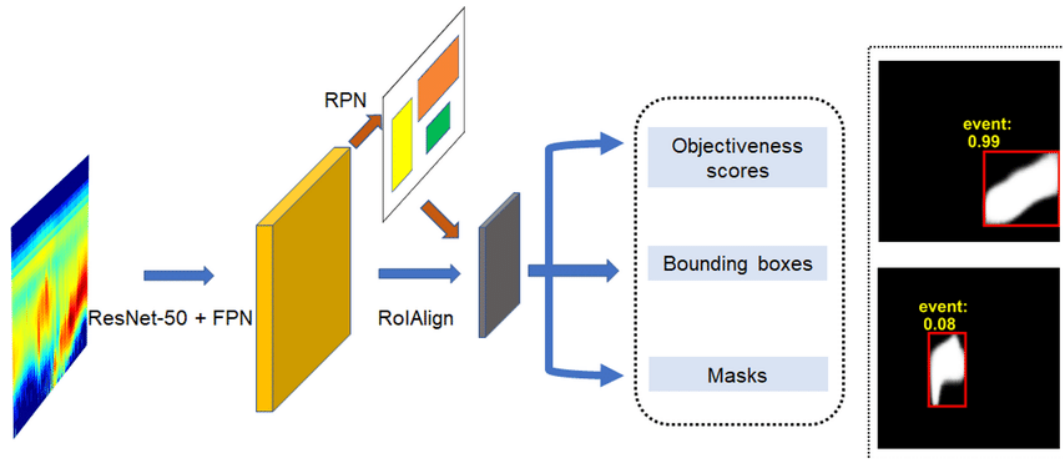 RPN
ResNet-50 + FPN
RoIAlign
Objectiveness
scores
Bounding boxes
Masks
event:
0.99
event:
0.08